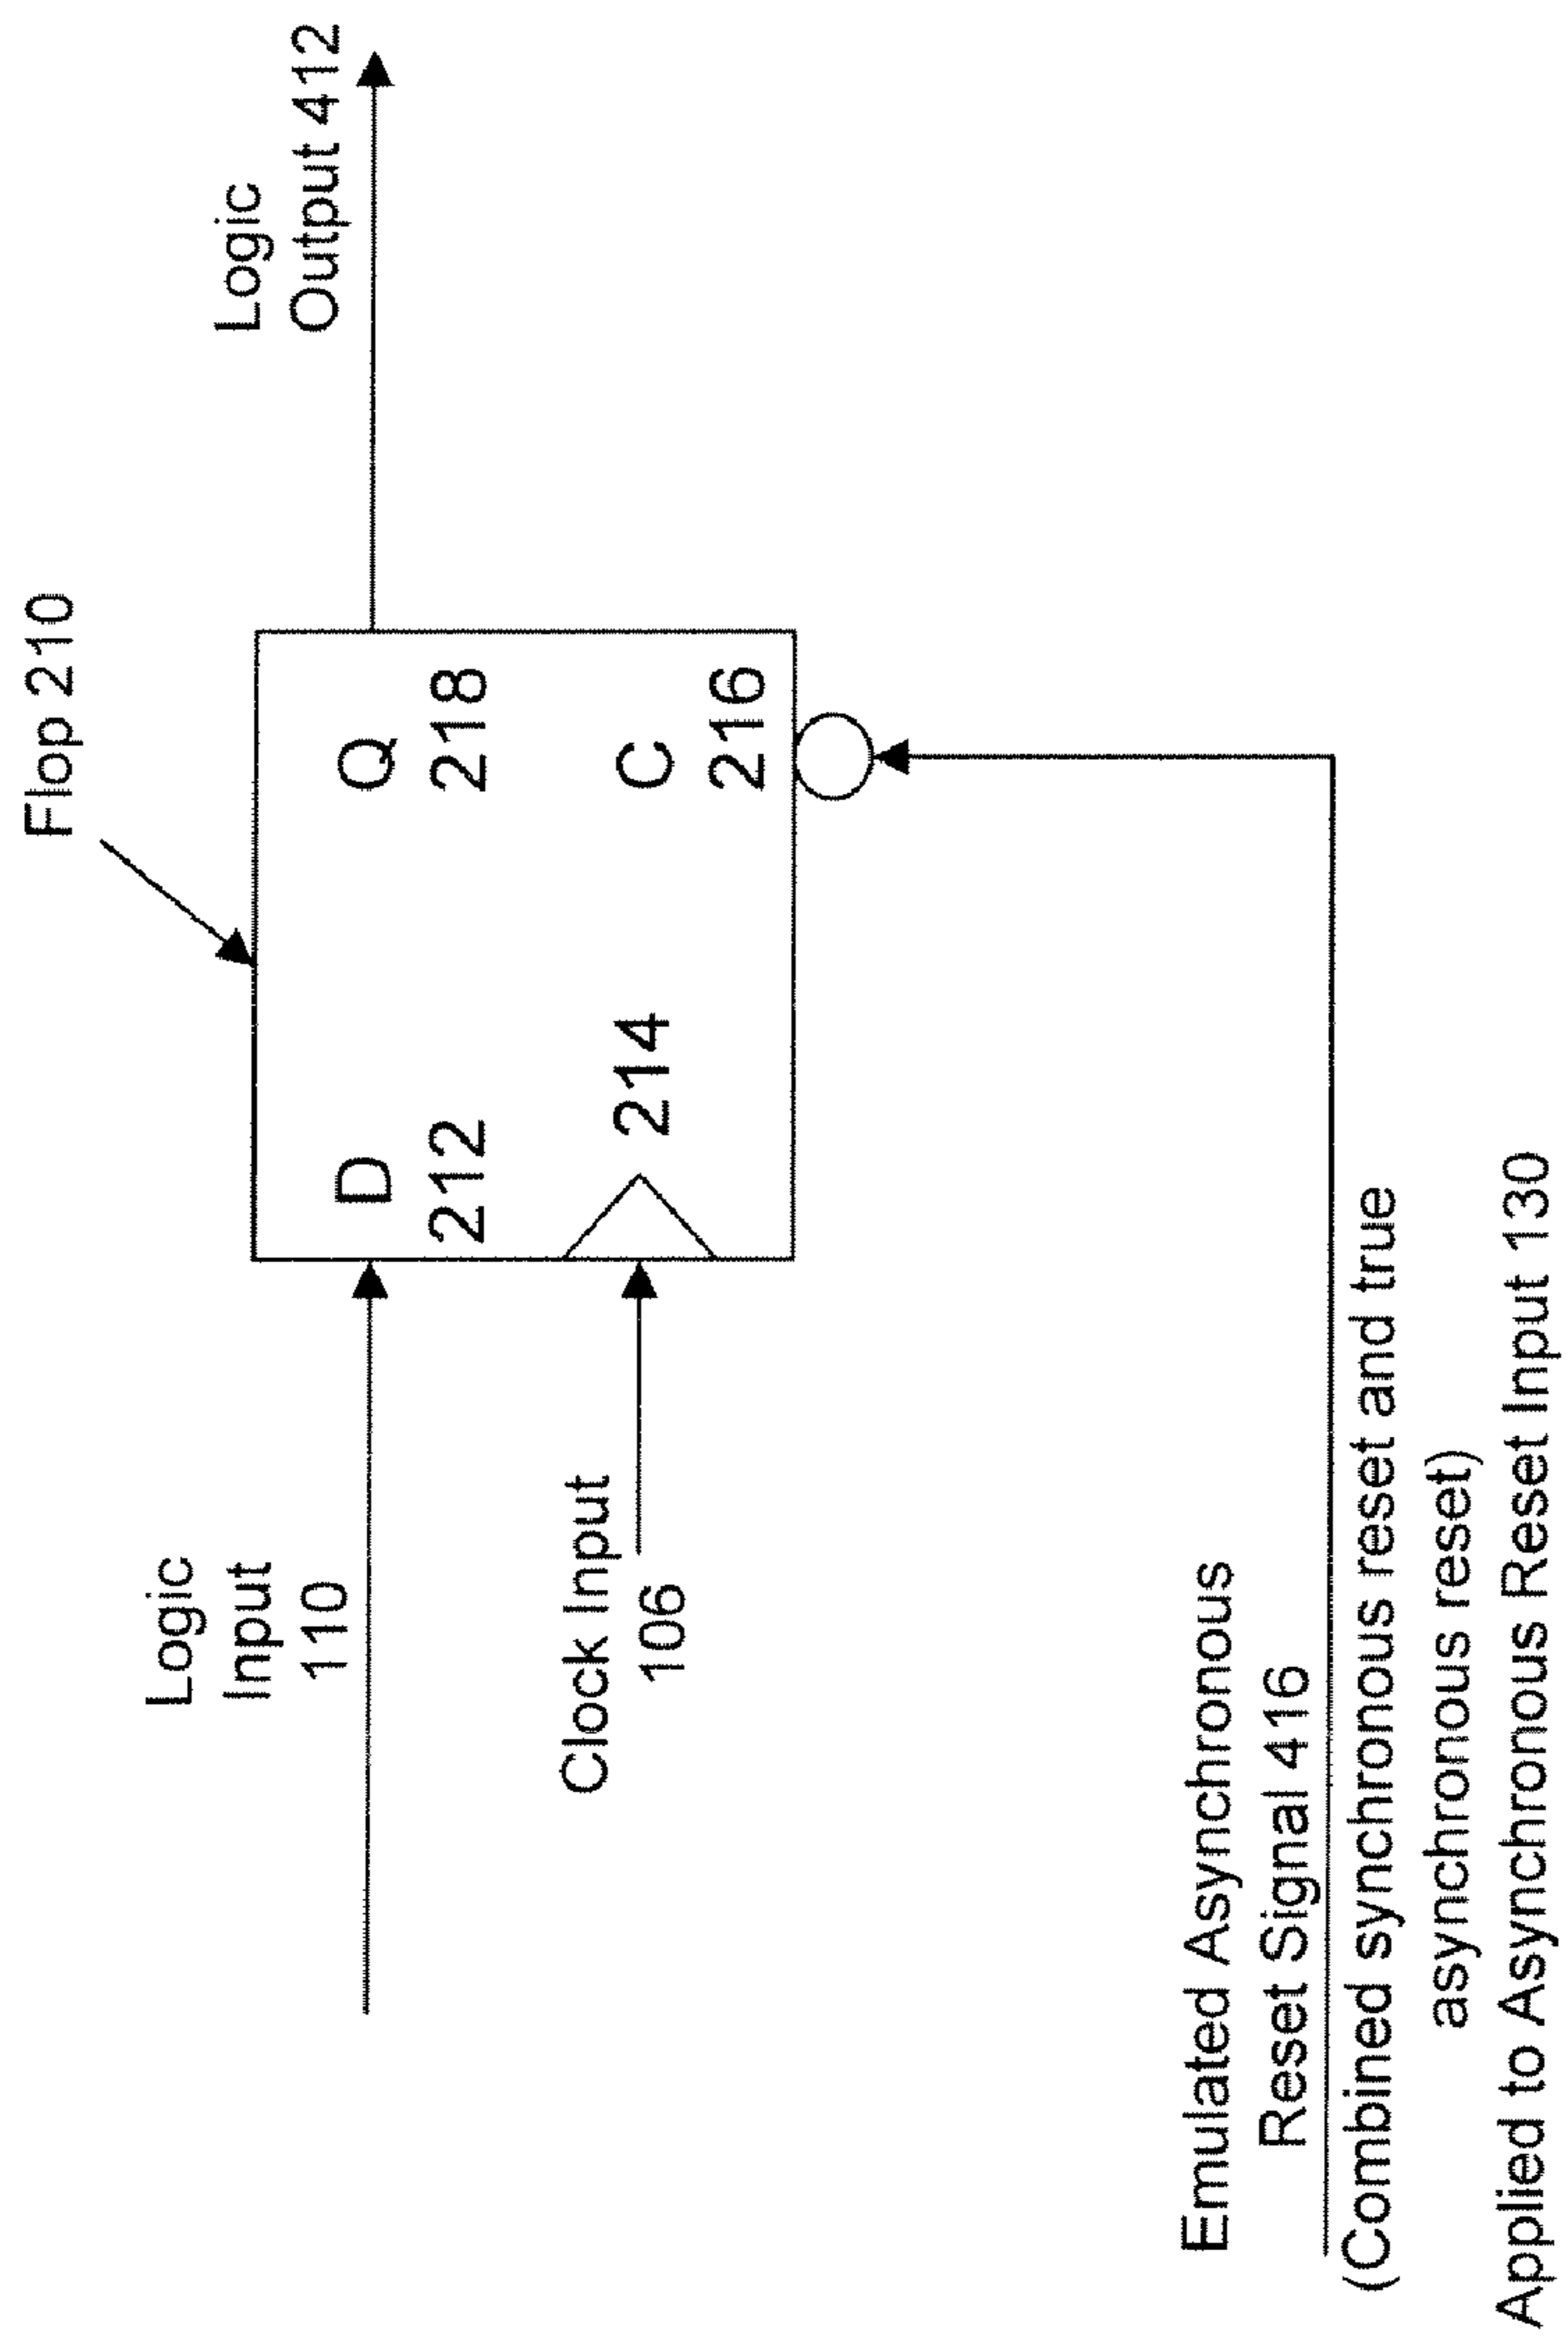 Flop 210
Logic
Output 412
Logic
Input
110
D
212
Q
218
Clock Input
106
214
C
216
Emulated Asynchronous
Reset Signal 416
(Combined synchronous reset and true
asynchronous reset)
Applied to Asynchronous Reset Input 130